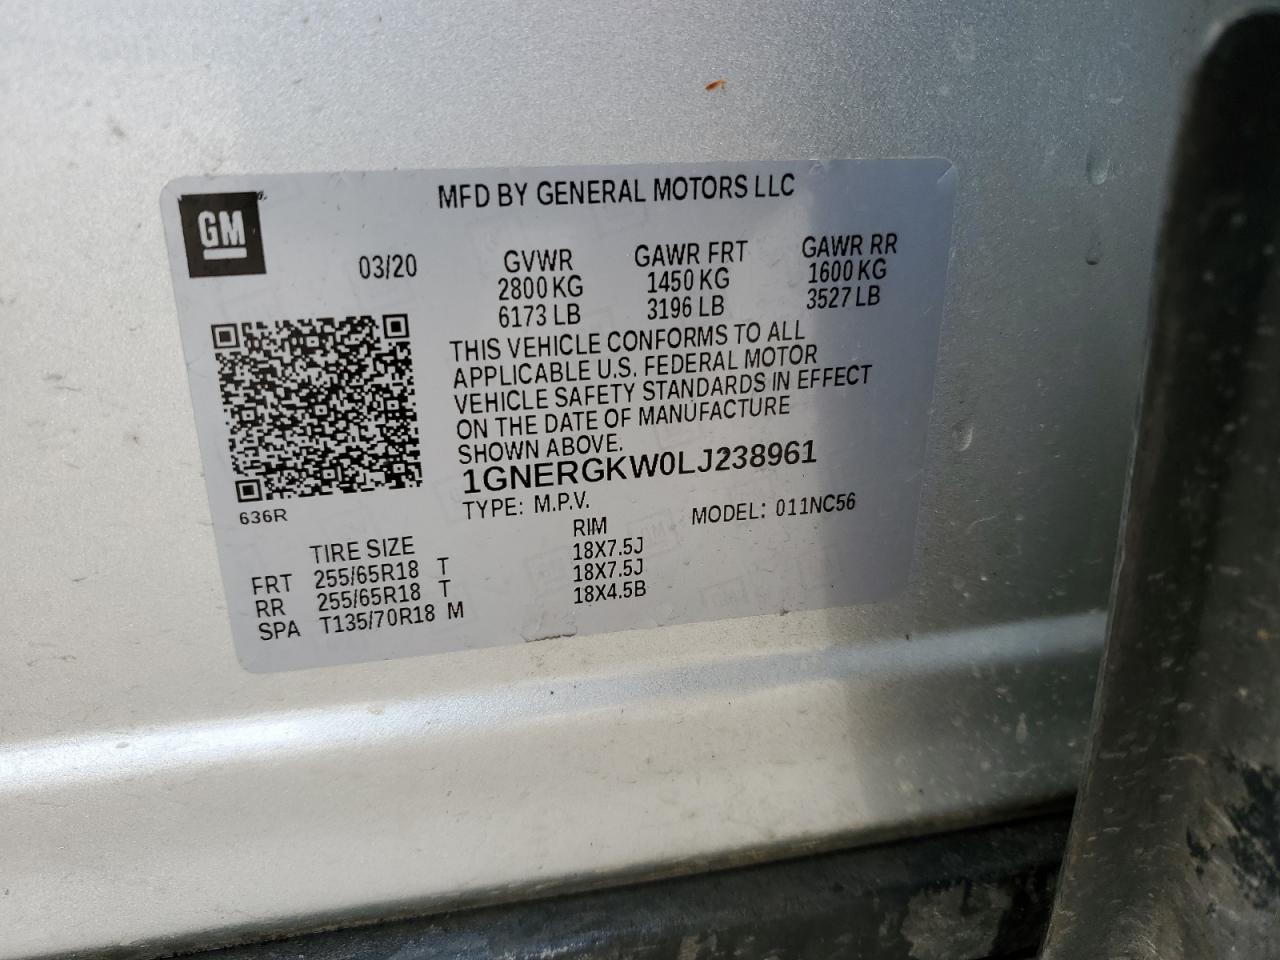 MFD BY GENERAL MOTORS LLC
GM
03/20 GVWR GAWR FRT GAWR RR
2800 KG 1450 KG 1600 KG
6173 LB 3196 LB 3527 LB
THIS VEHICLE CONFORMS TO ALL
APPLICABLE U.S. FEDERAL MOTOR
VEHICLE SAFETY STANDARDS IN EFFECT
ON THE DATE OF MANUFACTURE
SHOWN ABOVE.
1GNERGKW0LJ238961
TYPE: M.P.V. MODEL: 011NC56
636R
TIRE SIZE RIM
FRT 255/65R18 T 18X7.5J
RR 255/65R18 T 18X7.5J
SPA T135/70R18 M 18X4.5B